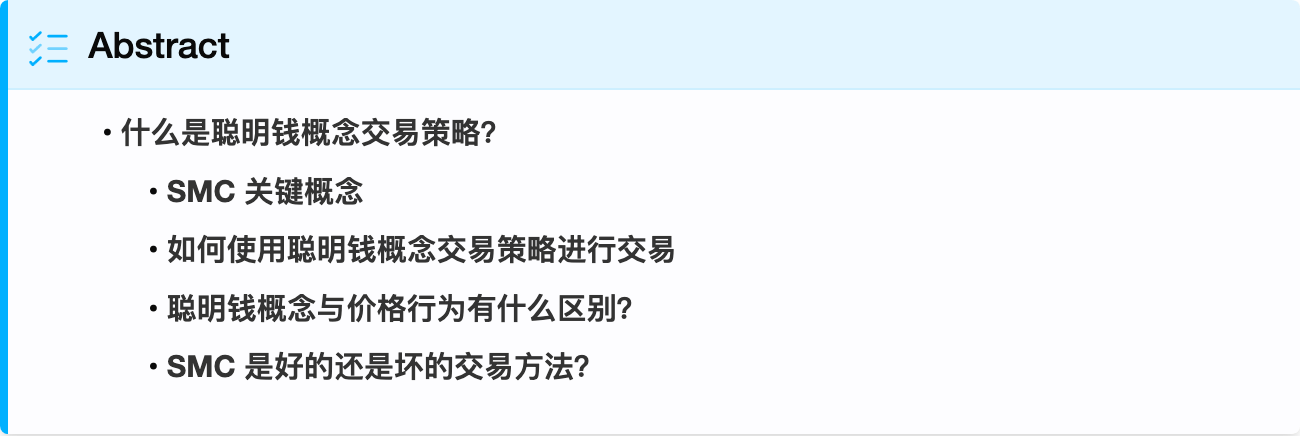 Abstract
• 什么是聪明钱概念交易策略?
• SMC 关键概念
• 如何使用聪明钱概念交易策略进行交易
• 聪明钱概念与价格行为有什么区别?
• SMC 是好的还是坏的交易方法?